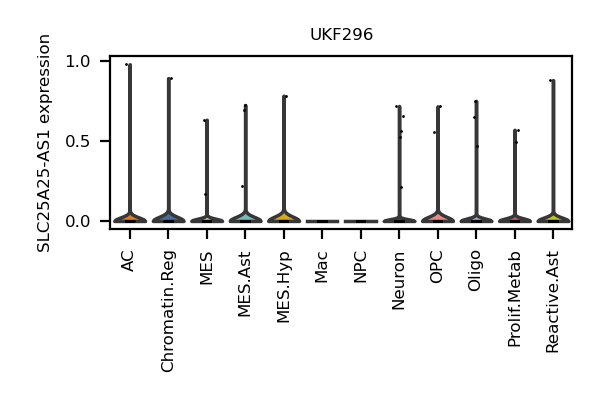 UKF296
SLC25A25-AS1 expression
1.0
0.5
0.0
AC
Chromatin.Reg
MES
MES.Ast
MES.Hyp
Mac
NPC
Neuron
OPC
Oligo
Prolif.Metab
Reactive.Ast